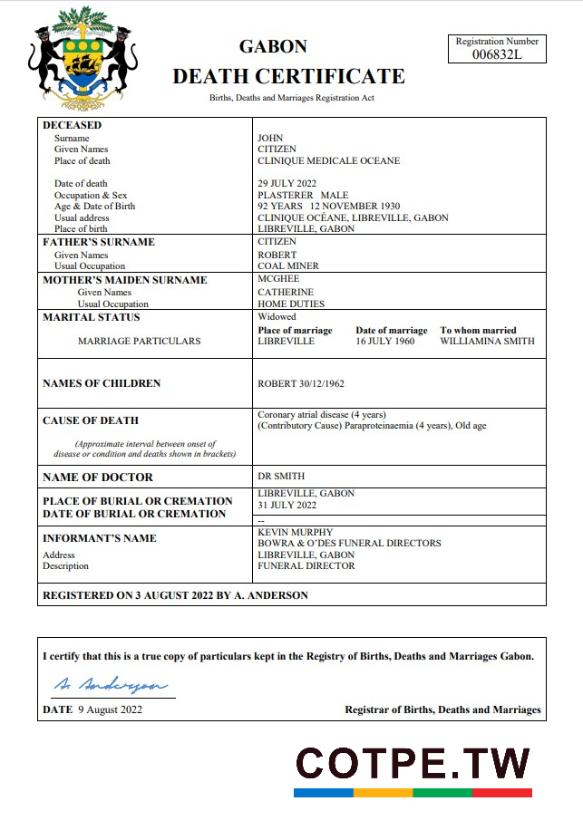 GABON
DEATH CERTIFICATE
Births, Deaths and Marriages Registration Act
Registration Number
006832L
DECEASED
Surname JOHN
Given Names CITIZEN
Place of death CLINIQUE MEDICALE OCEANE
Date of death 29 JULY 2022
Occupation & Sex PLASTERER MALE
Age & Date of Birth 92 YEARS 12 NOVEMBER 1930
Usual address CLINIQUE OCÉANE, LIBREVILLE, GABON
Place of birth LIBREVILLE, GABON
FATHER'S SURNAME CITIZEN
Given Names ROBERT
Usual Occupation COAL MINER
MOTHER'S MAIDEN SURNAME MCGHEE
Given Names CATHERINE
Usual Occupation HOME DUTIES
MARITAL STATUS Widowed
Place of marriage Date of marriage To whom married
MARRIAGE PARTICULARS LIBREVILLE 16 JULY 1960 WILLIAMINA SMITH
NAMES OF CHILDREN ROBERT 30/12/1962
Coronary atrial disease (4 years)
CAUSE OF DEATH (Contributory Cause) Paraproteinaemia (4 years), Old age
(Approximate interval between onset of
disease or condition and deaths shown in brackets)
NAME OF DOCTOR DR SMITH
LIBREVILLE, GABON
PLACE OF BURIAL OR CREMATION 31 JULY 2022
DATE OF BURIAL OR CREMATION
--
INFORMANT'S NAME KEVIN MURPHY
BOWRA & O'DES FUNERAL DIRECTORS
Address LIBREVILLE, GABON
Description FUNERAL DIRECTOR
REGISTERED ON 3 AUGUST 2022 BY A. ANDERSON
I certify that this is a true copy of particulars kept in the Registry of Births, Deaths and Marriages Gabon.
A. Anderson
DATE 9 August 2022 Registrar of Births, Deaths and Marriages
COTPE.TW